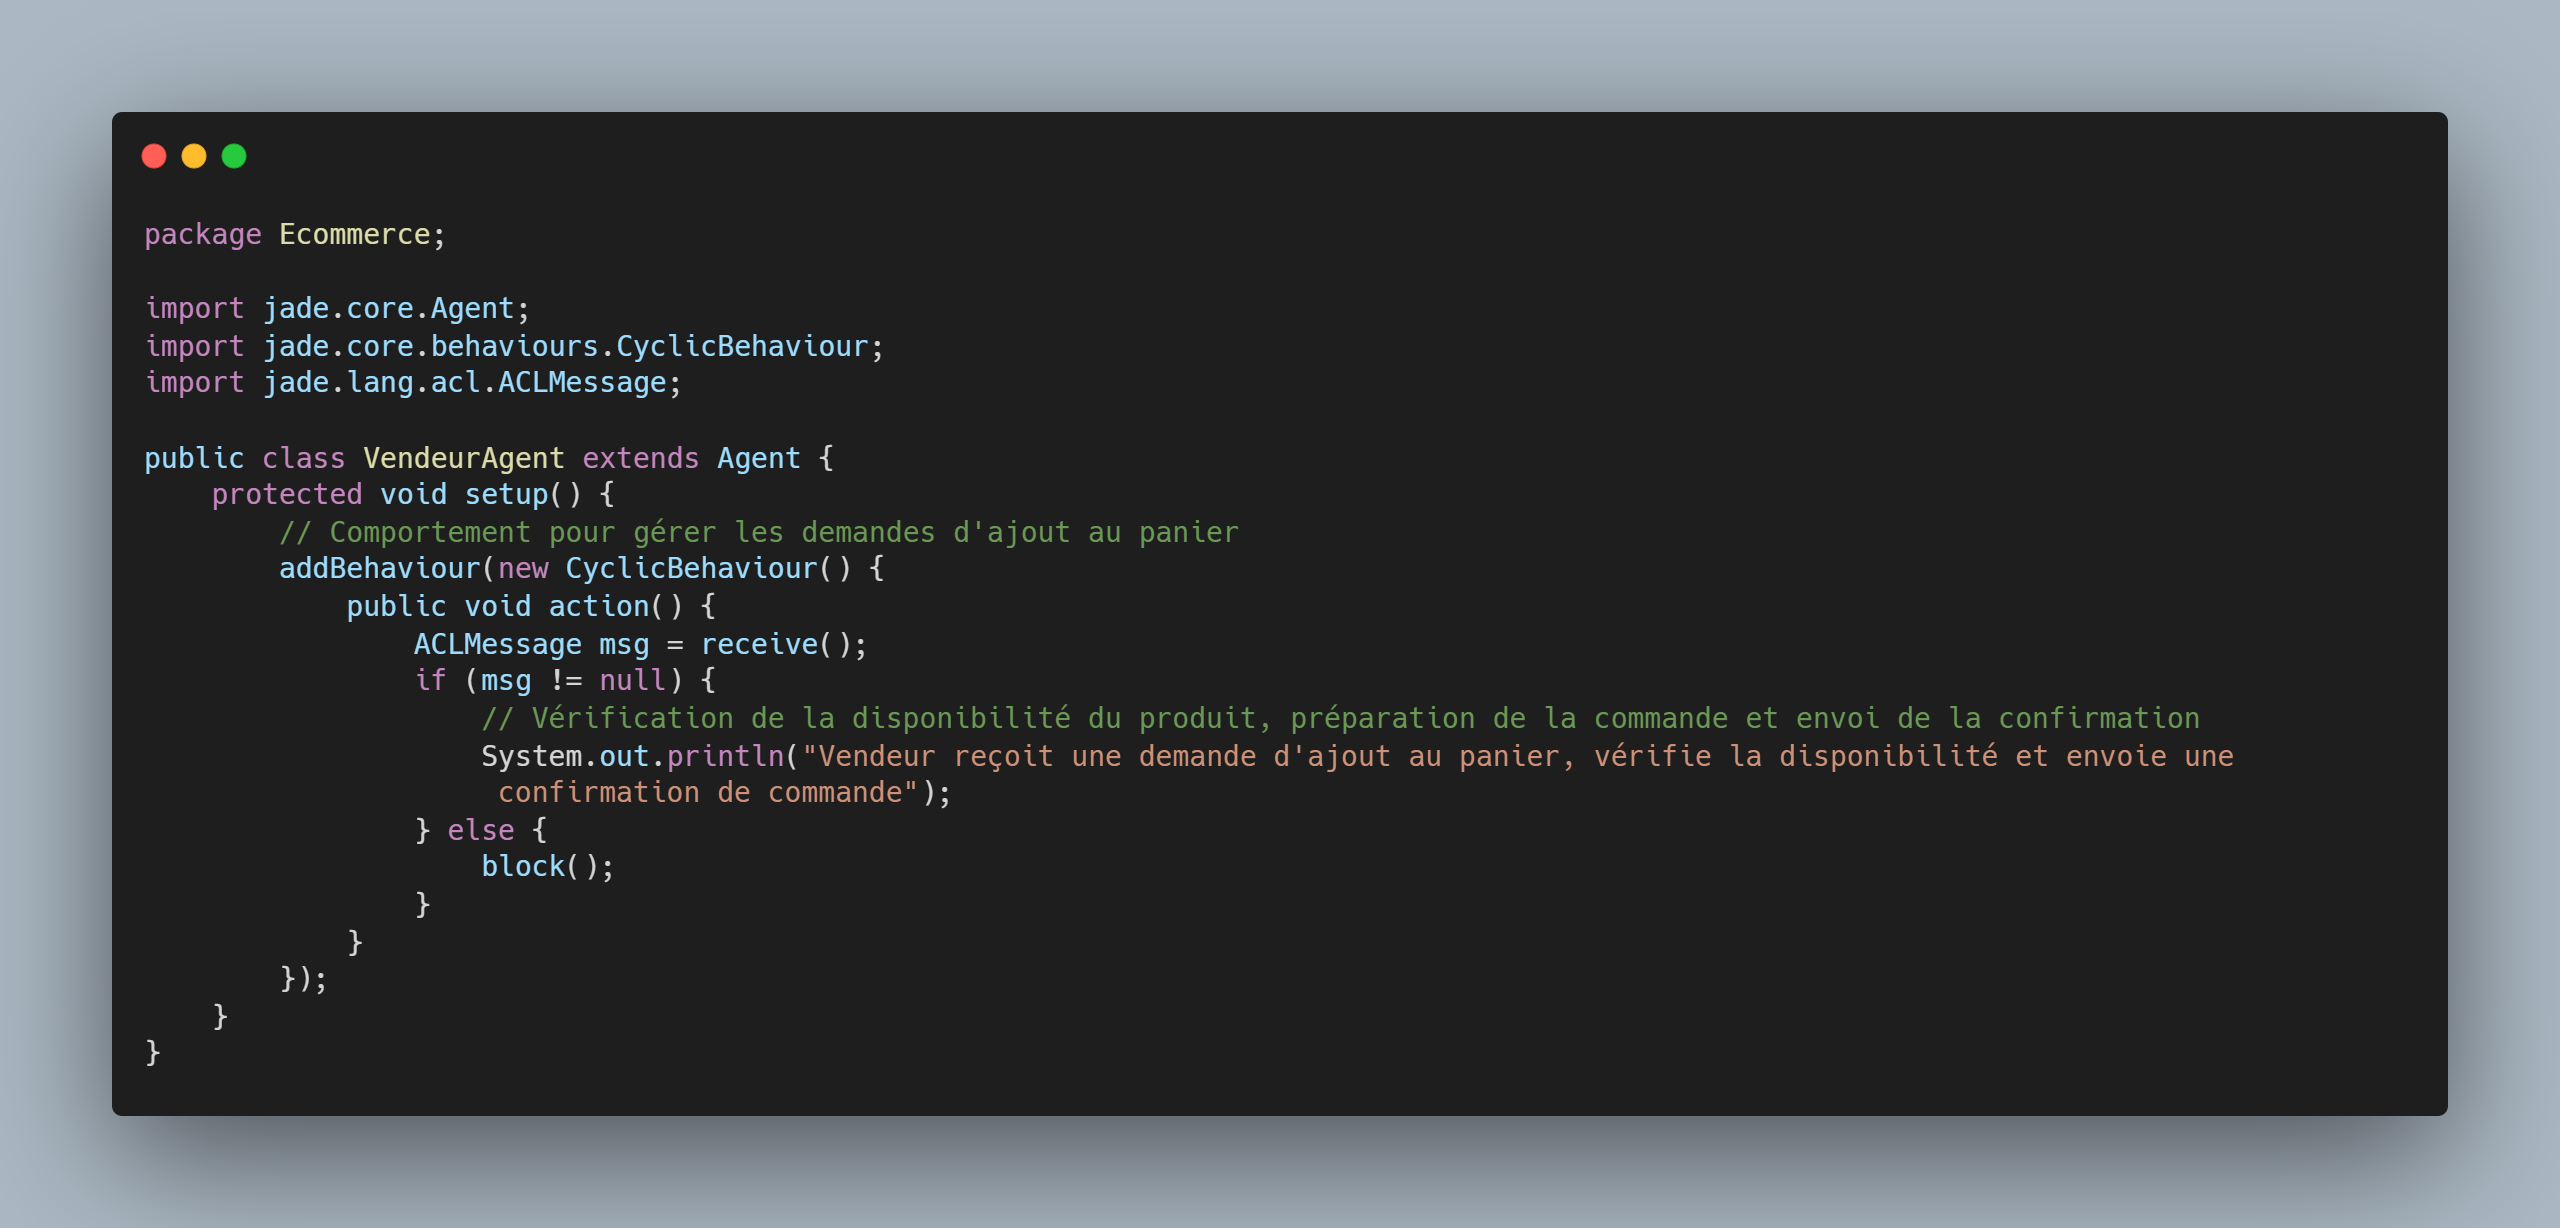 package Ecommerce;

import jade.core.Agent;
import jade.core.behaviours.CyclicBehaviour;
import jade.lang.acl.ACLMessage;

public class VendeurAgent extends Agent {
    protected void setup() {
        // Comportement pour gérer les demandes d'ajout au panier
        addBehaviour(new CyclicBehaviour() {
            public void action() {
                ACLMessage msg = receive();
                if (msg != null) {
                    // Vérification de la disponibilité du produit, préparation de la commande et envoi de la confirmation
                    System.out.println("Vendeur reçoit une demande d'ajout au panier, vérifie la disponibilité et envoie une
                     confirmation de commande");
                } else {
                    block();
                }
            }
        });
    }
}